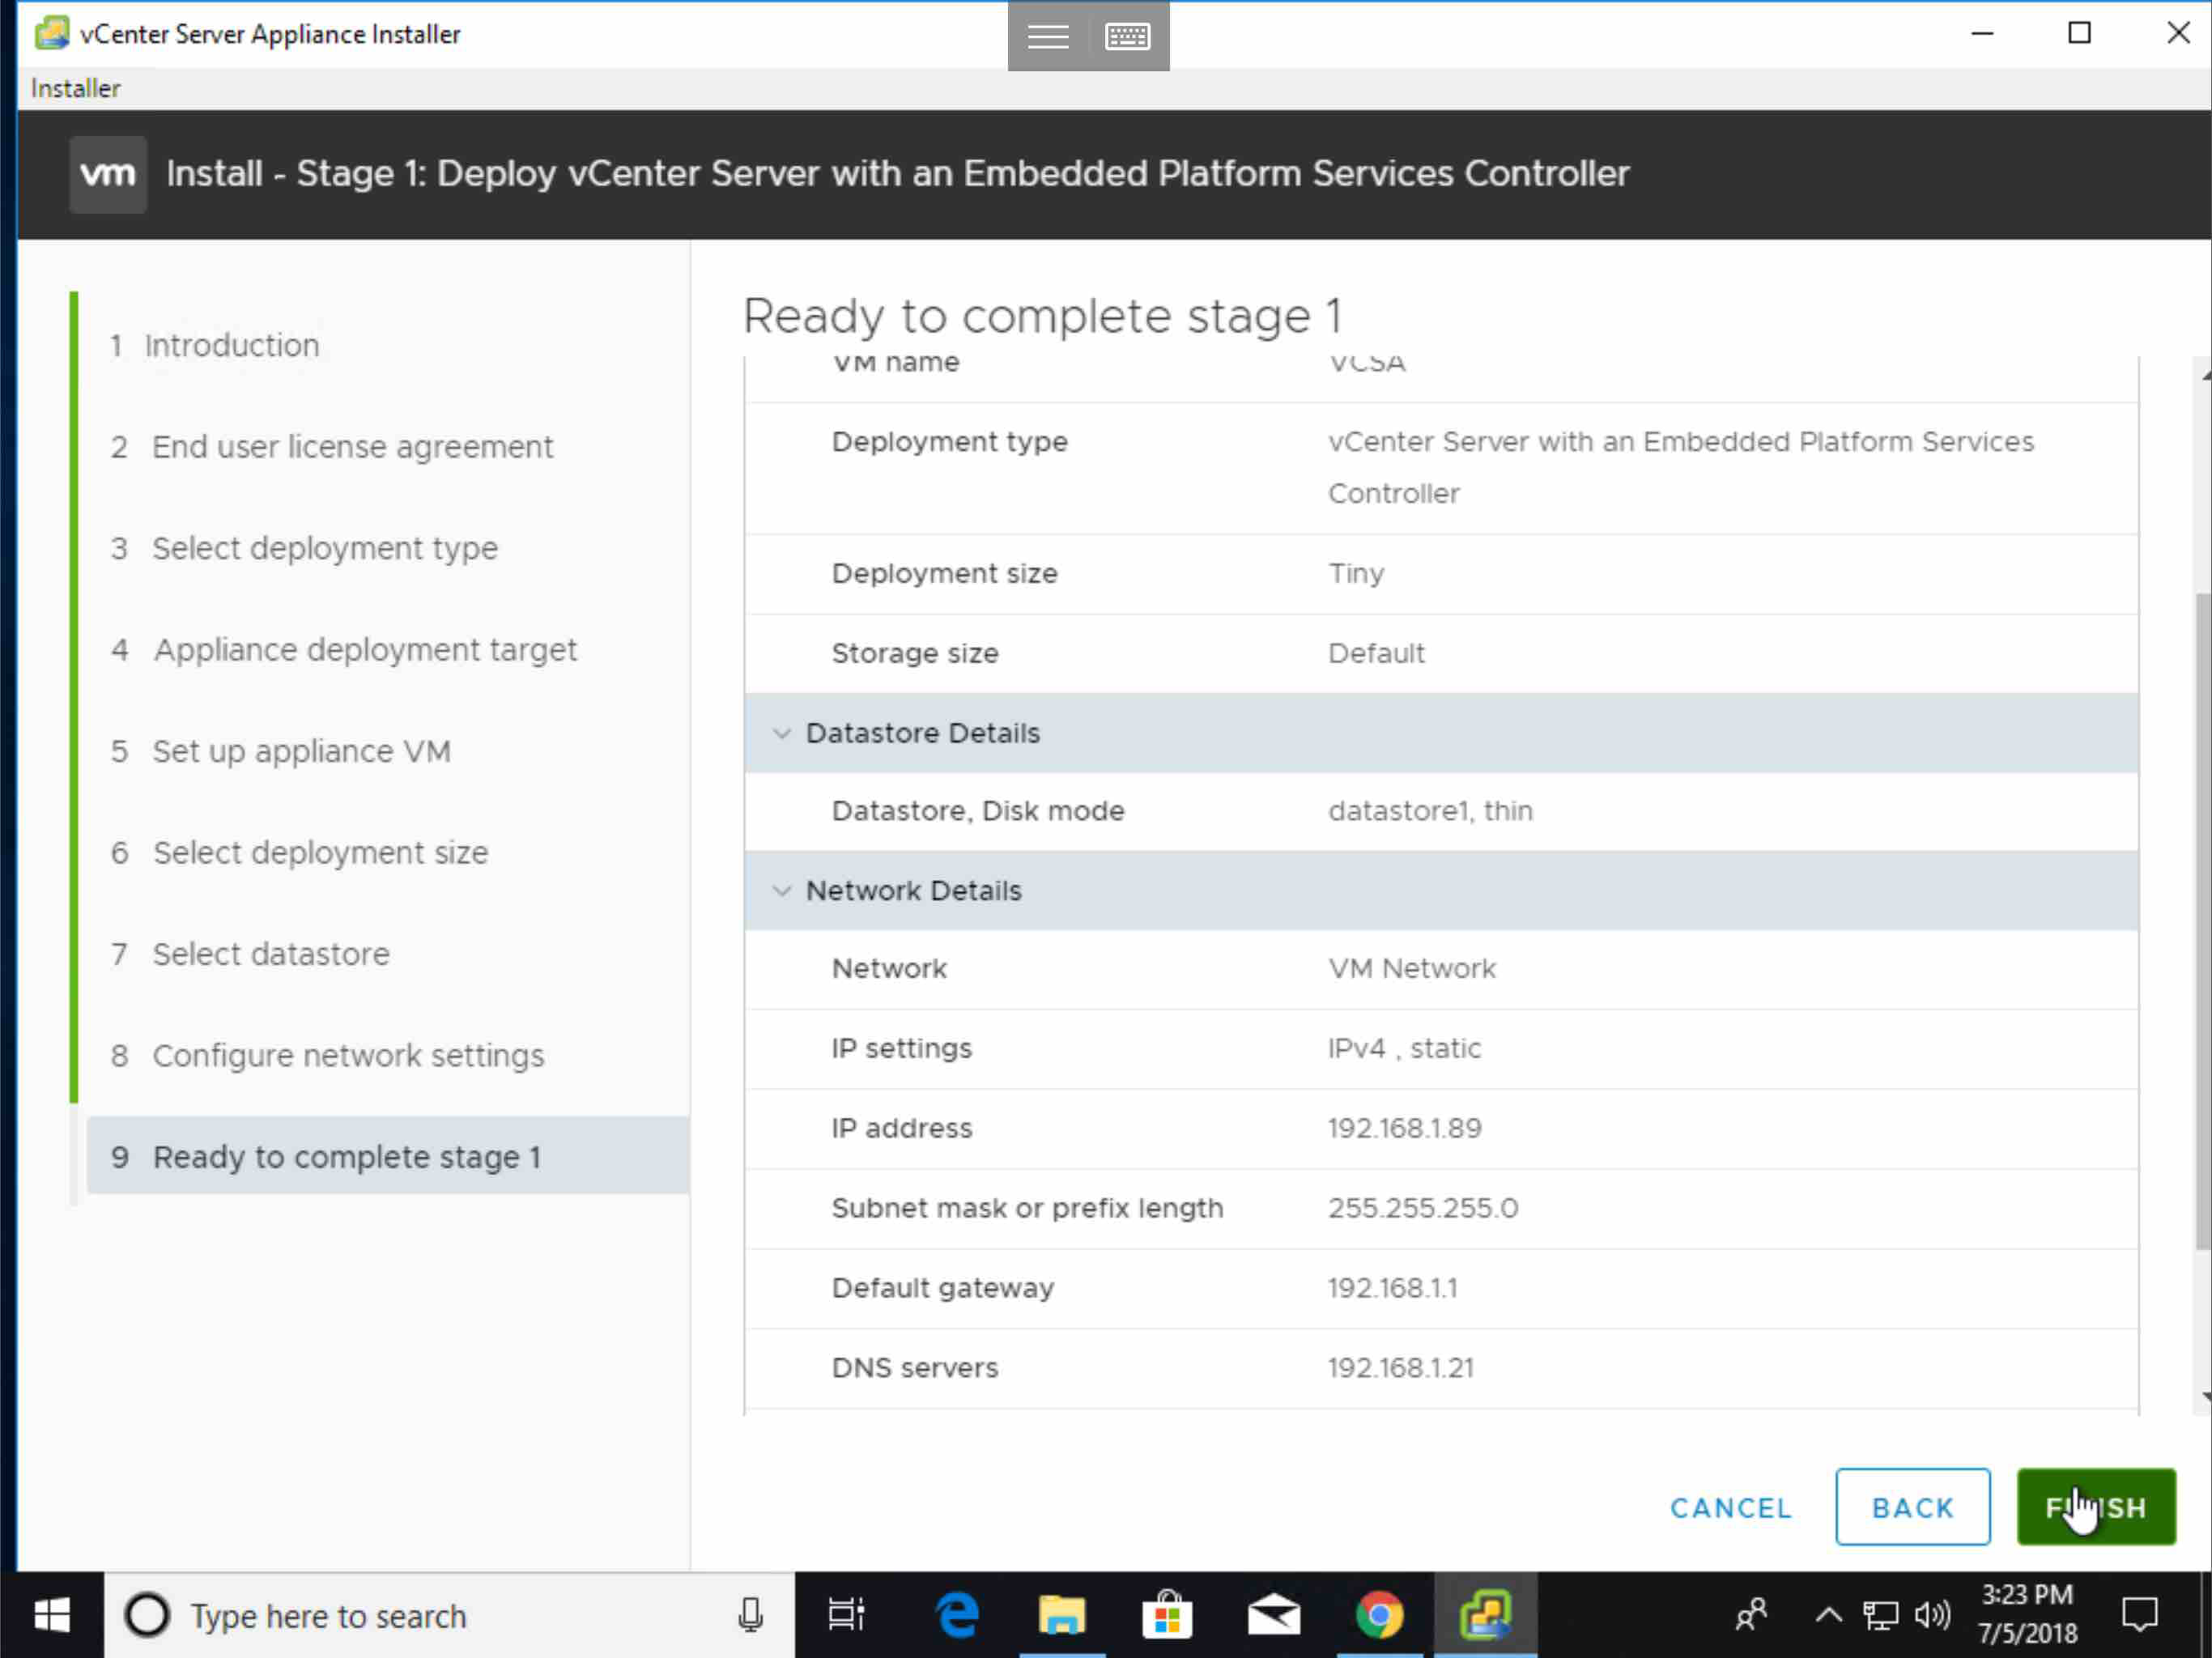 vCenter Server Appliance Installer
Installer
vm Install - Stage 1: Deploy vCenter Server with an Embedded Platform Services Controller
1 Introduction
2 End user license agreement
3 Select deployment type
4 Appliance deployment target
5 Set up appliance VM
6 Select deployment size
7 Select datastore
8 Configure network settings
9 Ready to complete stage 1
Ready to complete stage 1
VM name VCSA
Deployment type vCenter Server with an Embedded Platform Services
Controller
Deployment size Tiny
Storage size Default
Datastore Details
Datastore, Disk mode datastore1, thin
Network Details
Network VM Network
IP settings IPv4 , static
IP address 192.168.1.89
Subnet mask or prefix length 255.255.255.0
Default gateway 192.168.1.1
DNS servers 192.168.1.21
CANCEL BACK FINISH
Type here to search
3:23 PM
7/5/2018